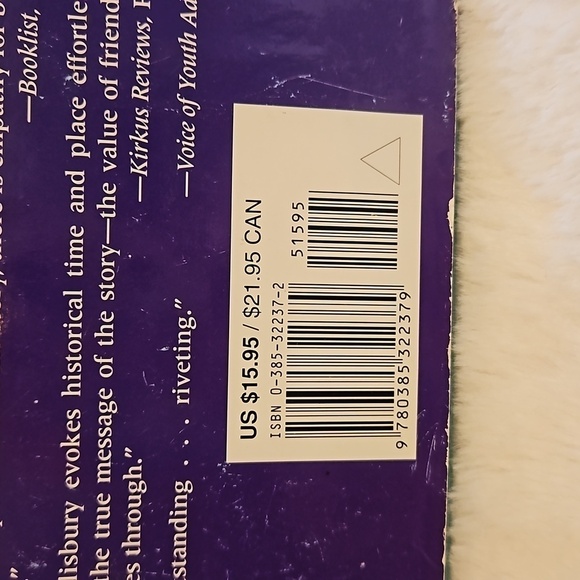 —Booklist,
lisbury evokes historical time and place effortle
the true message of the story—the value of friend
es through."
—Kirkus Reviews,
standing . . . riveting."
—Voice of Youth Ad
US $15.95 / $21.95 CAN
ISBN 0-385-32237-2
51595
9 780385 322379